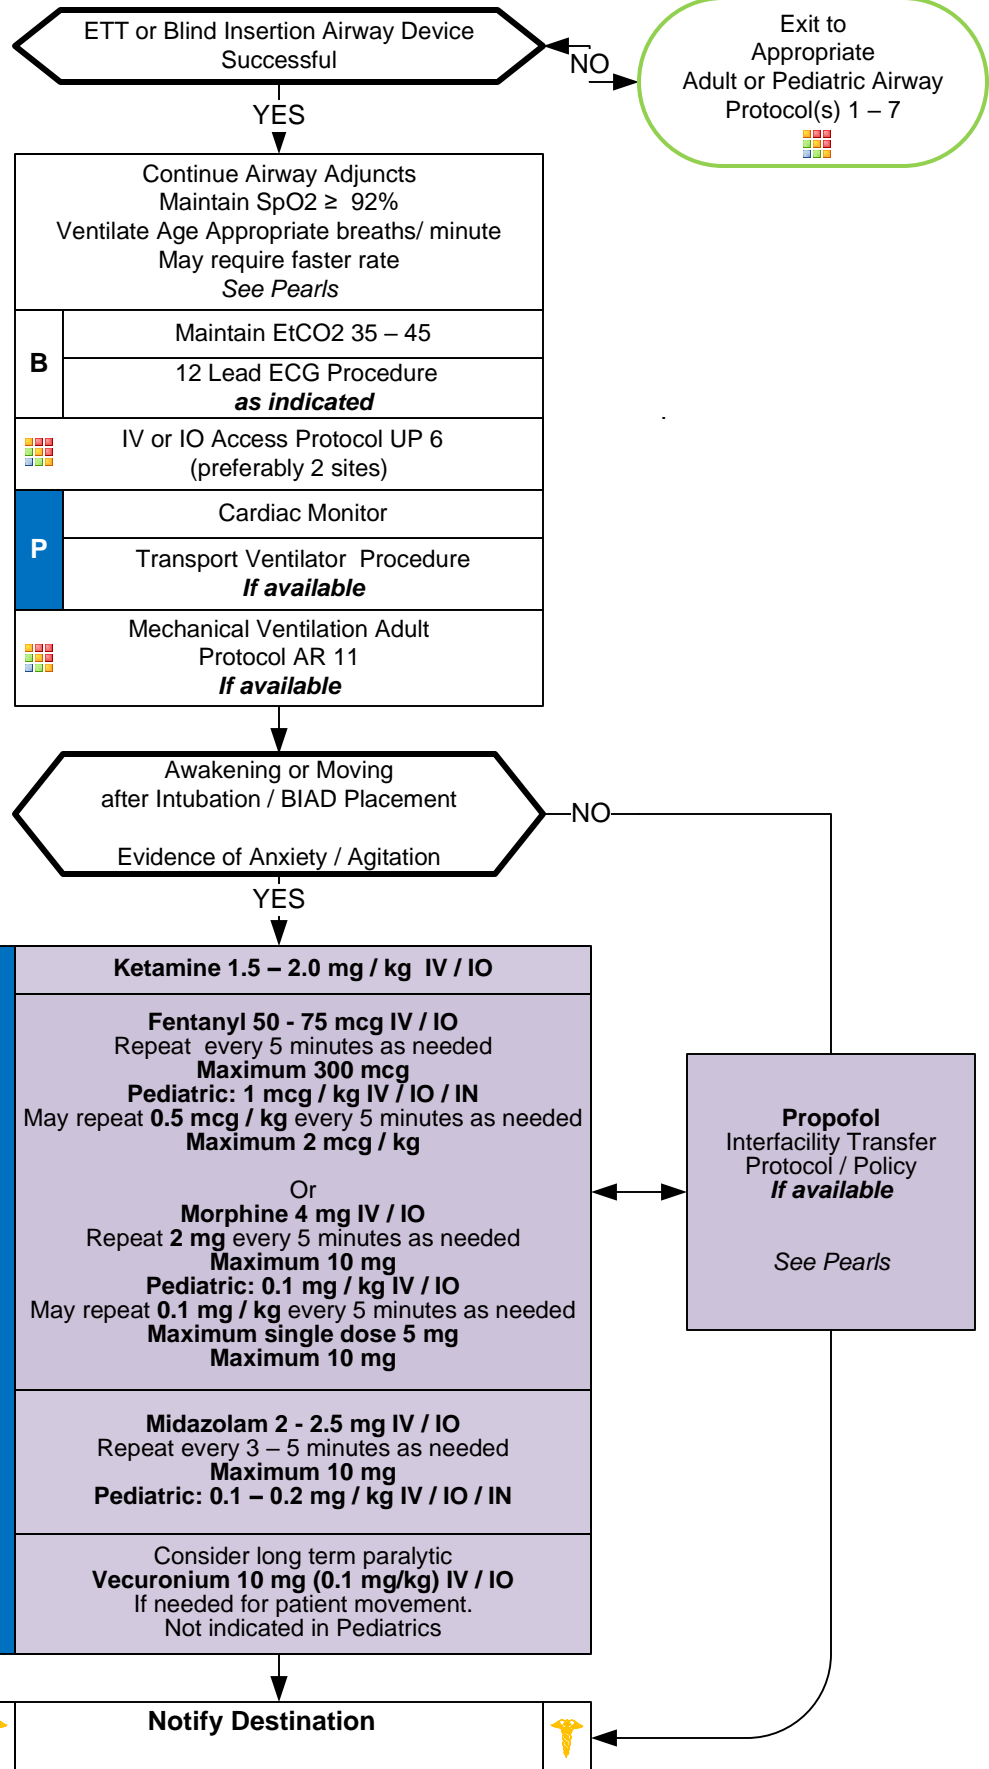 ETT or Blind Insertion Airway Device
Successful
NO
Exit to
Appropriate
Adult or Pediatric Airway
Protocol(s) 1 – 7
YES
Continue Airway Adjuncts
Maintain SpO2 ≥ 92%
Ventilate Age Appropriate breaths/ minute
May require faster rate
See Pearls
B
Maintain EtCO2 35 – 45
12 Lead ECG Procedure
as indicated
IV or IO Access Protocol UP 6
(preferably 2 sites)
P
Cardiac Monitor
Transport Ventilator Procedure
If available
Mechanical Ventilation Adult
Protocol AR 11
If available
Awakening or Moving
after Intubation / BIAD Placement
Evidence of Anxiety / Agitation
NO
YES
Ketamine 1.5 – 2.0 mg / kg IV / IO
Fentanyl 50 - 75 mcg IV / IO
Repeat every 5 minutes as needed
Maximum 300 mcg
Pediatric: 1 mcg / kg IV / IO / IN
May repeat 0.5 mcg / kg every 5 minutes as needed
Maximum 2 mcg / kg
Or
Morphine 4 mg IV / IO
Repeat 2 mg every 5 minutes as needed
Maximum 10 mg
Pediatric: 0.1 mg / kg IV / IO
May repeat 0.1 mg / kg every 5 minutes as needed
Maximum single dose 5 mg
Maximum 10 mg
Midazolam 2 - 2.5 mg IV / IO
Repeat every 3 – 5 minutes as needed
Maximum 10 mg
Pediatric: 0.1 – 0.2 mg / kg IV / IO / IN
Consider long term paralytic
Vecuronium 10 mg (0.1 mg/kg) IV / IO
If needed for patient movement.
Not indicated in Pediatrics
Propofol
Interfacility Transfer
Protocol / Policy
If available
See Pearls
Notify Destination